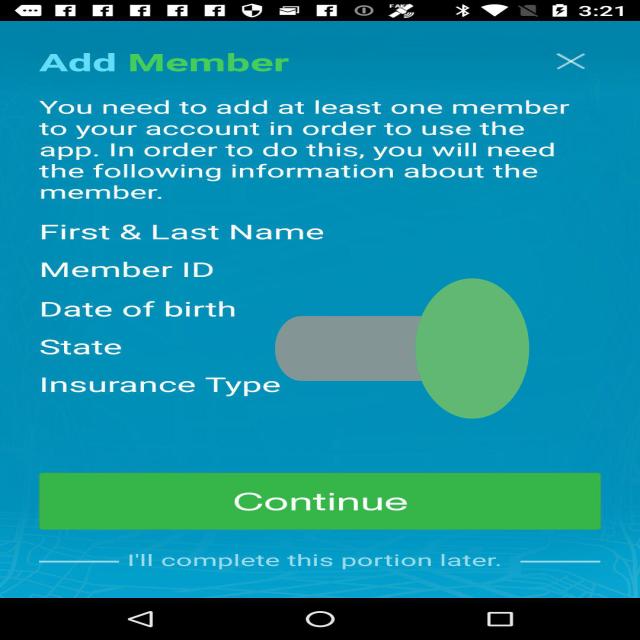 3:21
Add Member
You need to add at least one member
to your account in order to use the
app. In order to do this, you will need
the following information about the
member.
First & Last Name
Member ID
Date of birth
State
Insurance Type
Continue
I'll complete this portion later.